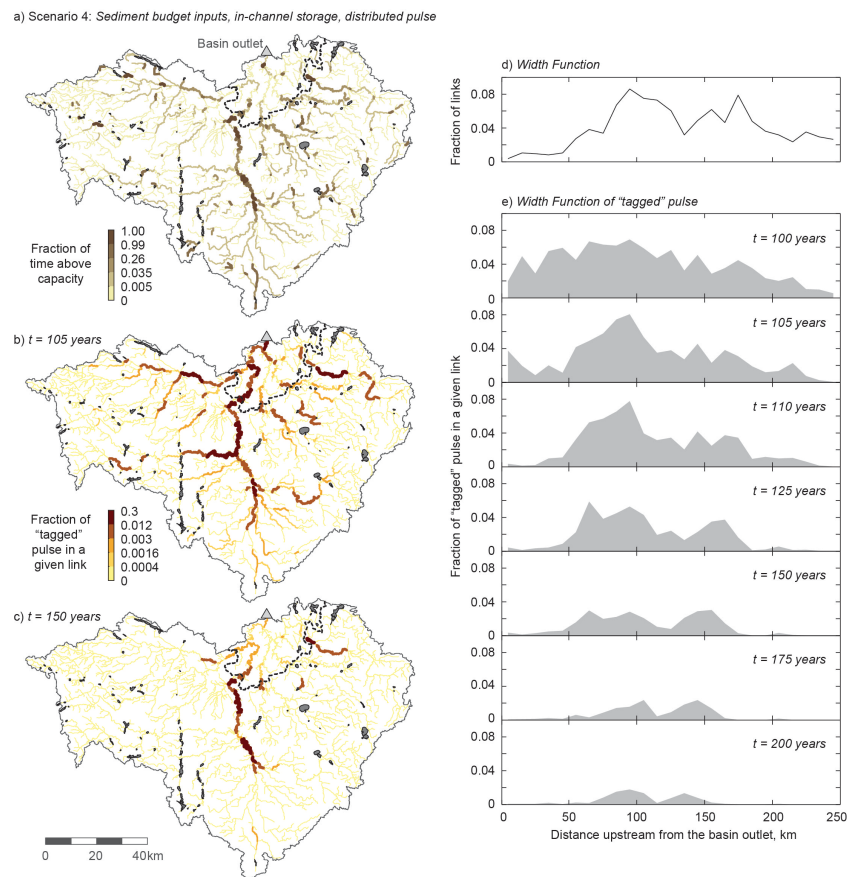 a) Scenario 4: Sediment budget inputs, in-channel storage, distributed pulse
Basin outlet
Fraction of
time above
capacity
1.00
0.99
0.26
0.035
0.005
0
b) t = 105 years
Fraction of
“tagged”
pulse in a
given link
0.3
0.012
0.003
0.0016
0.0004
0
c) t = 150 years
0 20 40km
d) Width Function
Fraction of links
0.08
0.04
0
e) Width Function of “tagged” pulse
Fraction of “tagged” pulse in a given link
t = 100 years
0.08
0.04
0
t = 105 years
0.08
0.04
0
t = 110 years
0.08
0.04
0
t = 125 years
0.08
0.04
0
t = 150 years
0.08
0.04
0
t = 175 years
0.08
0.04
0
t = 200 years
0.08
0.04
0
0 50 100 150 200 250
Distance upstream from the basin outlet, km